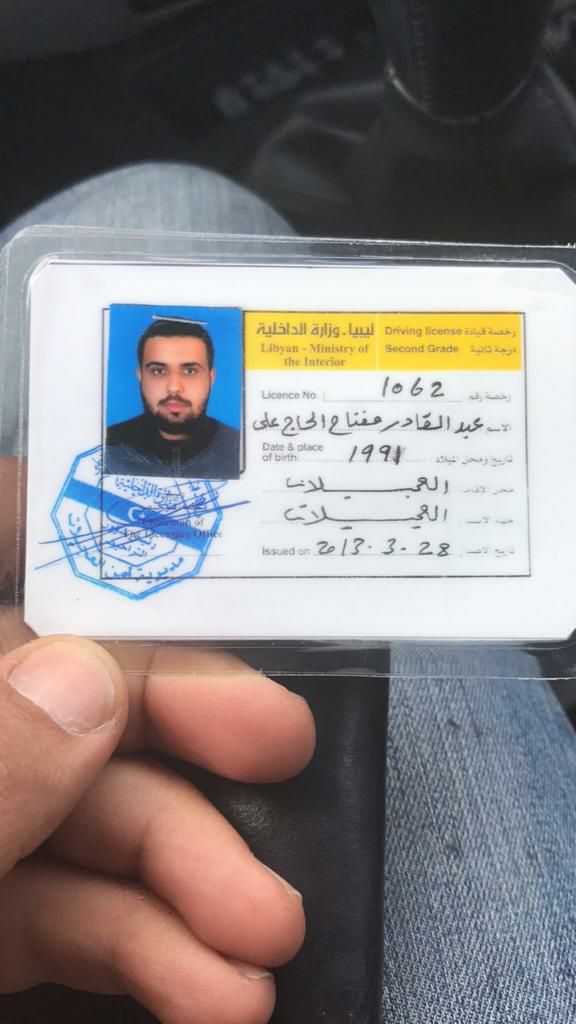 ليبيا - وزارة الداخلية
Libyan - Ministry of
the Interior
Driving license رخصة قيادة
Second Grade درجة ثانية
Licence No. 1062 رخصة رقم
الاسم عبد القادر مفتاح الحاج علي
Date & place
of birth: 1991 تاريخ ومحل الميلاد
محل الاقامة العجيلات
جهة الاصدار العجيلات
Issued on 2013.3.28 تاريخ الاصدار
Chairman of
The Licensing Office